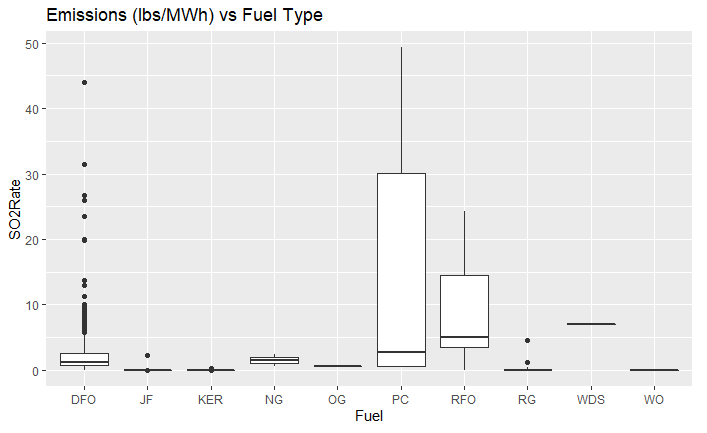 Emissions (lbs/MWh) vs Fuel Type
50
40
30
20
10
0
SO2Rate
DFO JF KER NG OG PC RFO RG WDS WO
Fuel